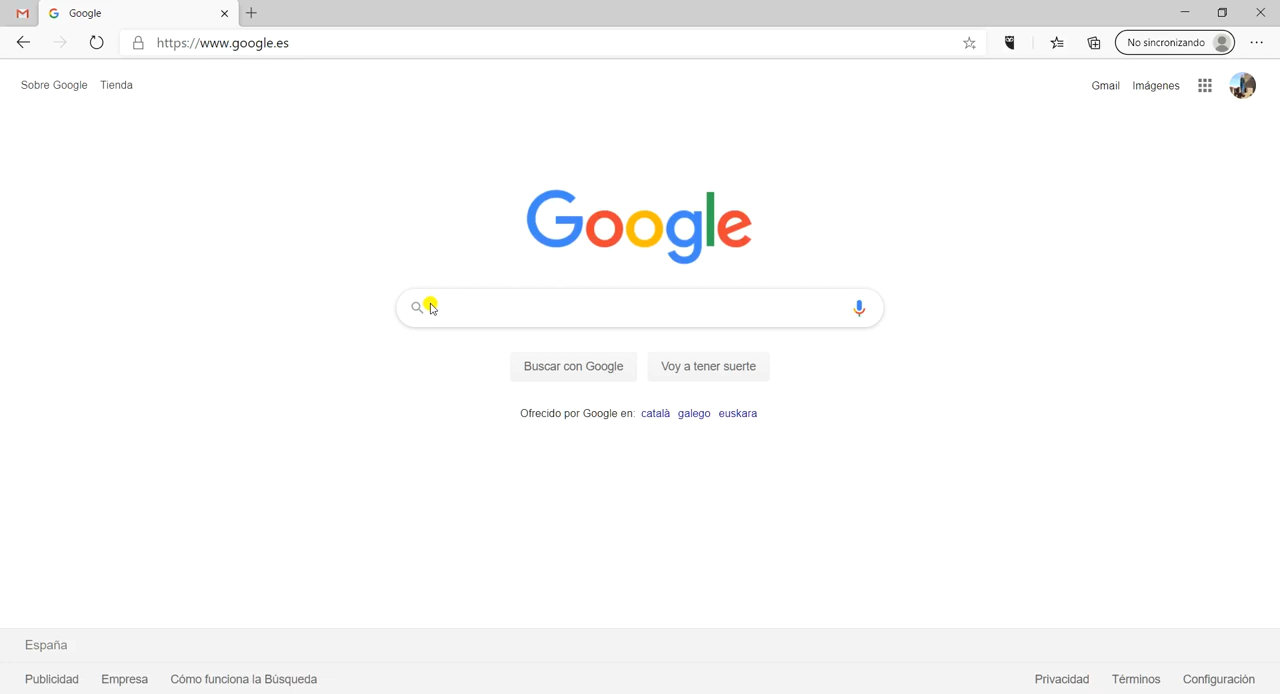 Google
https://www.google.es
No sincronizando
Sobre Google Tienda
Gmail Imágenes
Google
Buscar con Google Voy a tener suerte
Ofrecido por Google en: català galego euskara
España
Publicidad Empresa Cómo funciona la Búsqueda
Privacidad Términos Configuración